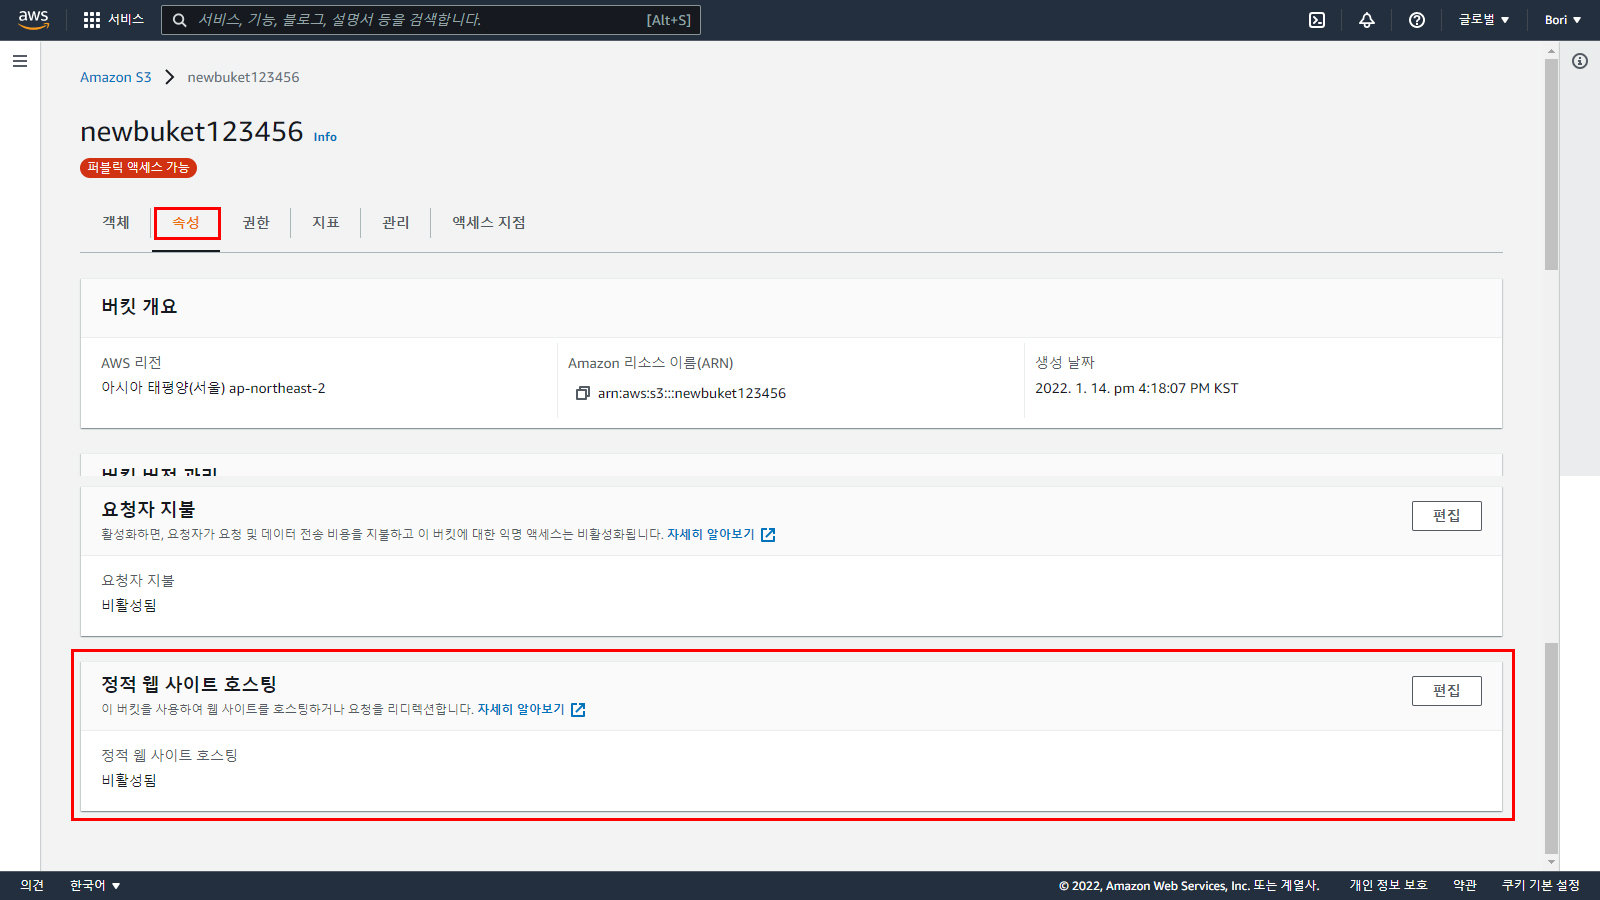 aws
서비스
서비스, 기능, 블로그, 설명서 등을 검색합니다.
[Alt+S]
글로벌 ▼
Bori ▼
Amazon S3 > newbuket123456
newbuket123456 Info
퍼블릭 액세스 가능
객체
속성
권한
지표
관리
액세스 지점
버킷 개요
AWS 리전
아시아 태평양(서울) ap-northeast-2
Amazon 리소스 이름(ARN)
arn:aws:s3:::newbuket123456
생성 날짜
2022. 1. 14. pm 4:18:07 PM KST
버킷 버전 관리
요청자 지불
편집
활성화하면, 요청자가 요청 및 데이터 전송 비용을 지불하고 이 버킷에 대한 익명 액세스는 비활성화됩니다. 자세히 알아보기
요청자 지불
비활성됨
정적 웹 사이트 호스팅
편집
이 버킷을 사용하여 웹 사이트를 호스팅하거나 요청을 리디렉션합니다. 자세히 알아보기
정적 웹 사이트 호스팅
비활성됨
의견
한국어 ▼
© 2022, Amazon Web Services, Inc. 또는 계열사.
개인 정보 보호
약관
쿠키 기본 설정